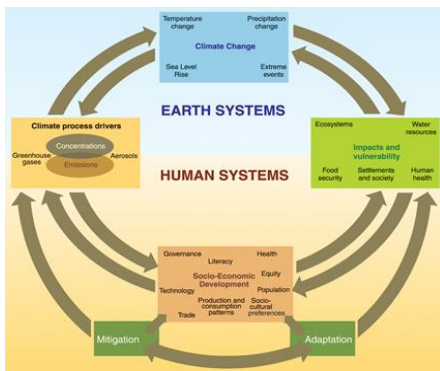 Temperature
change
Precipitation
change
Climate Change
Sea Level
Rise
Extreme
events
EARTH SYSTEMS
Climate process drivers
Concentrations
Greenhouse
gases
Aerosols
Emissions
Ecosystems
Water
resources
Impacts and
vulnerability
Food
security
Settlements
and society
Human
health
HUMAN SYSTEMS
Governance
Literacy
Health
Equity
Socio-Economic
Development
Technology
Population
Production and
consumption
patterns
Socio-
cultural
preferences
Trade
Mitigation
Adaptation